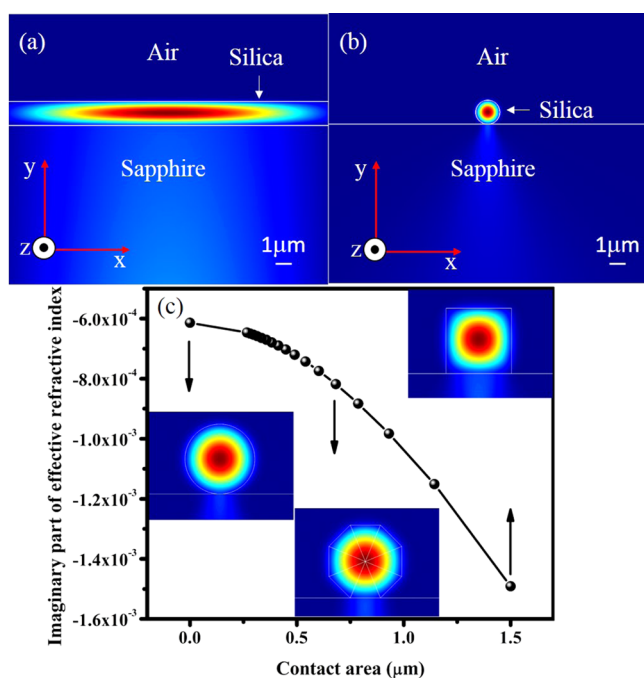 (a)
Air
Silica
Sapphire
y
z
x
1μm
(b)
Air
Silica
Sapphire
y
z
x
1μm
(c)
Imaginary part of effective refractive index
-6.0x10⁻⁴
-8.0x10⁻⁴
-1.0x10⁻³
-1.2x10⁻³
-1.4x10⁻³
-1.6x10⁻³
0.0 0.5 1.0 1.5
Contact area (μm)